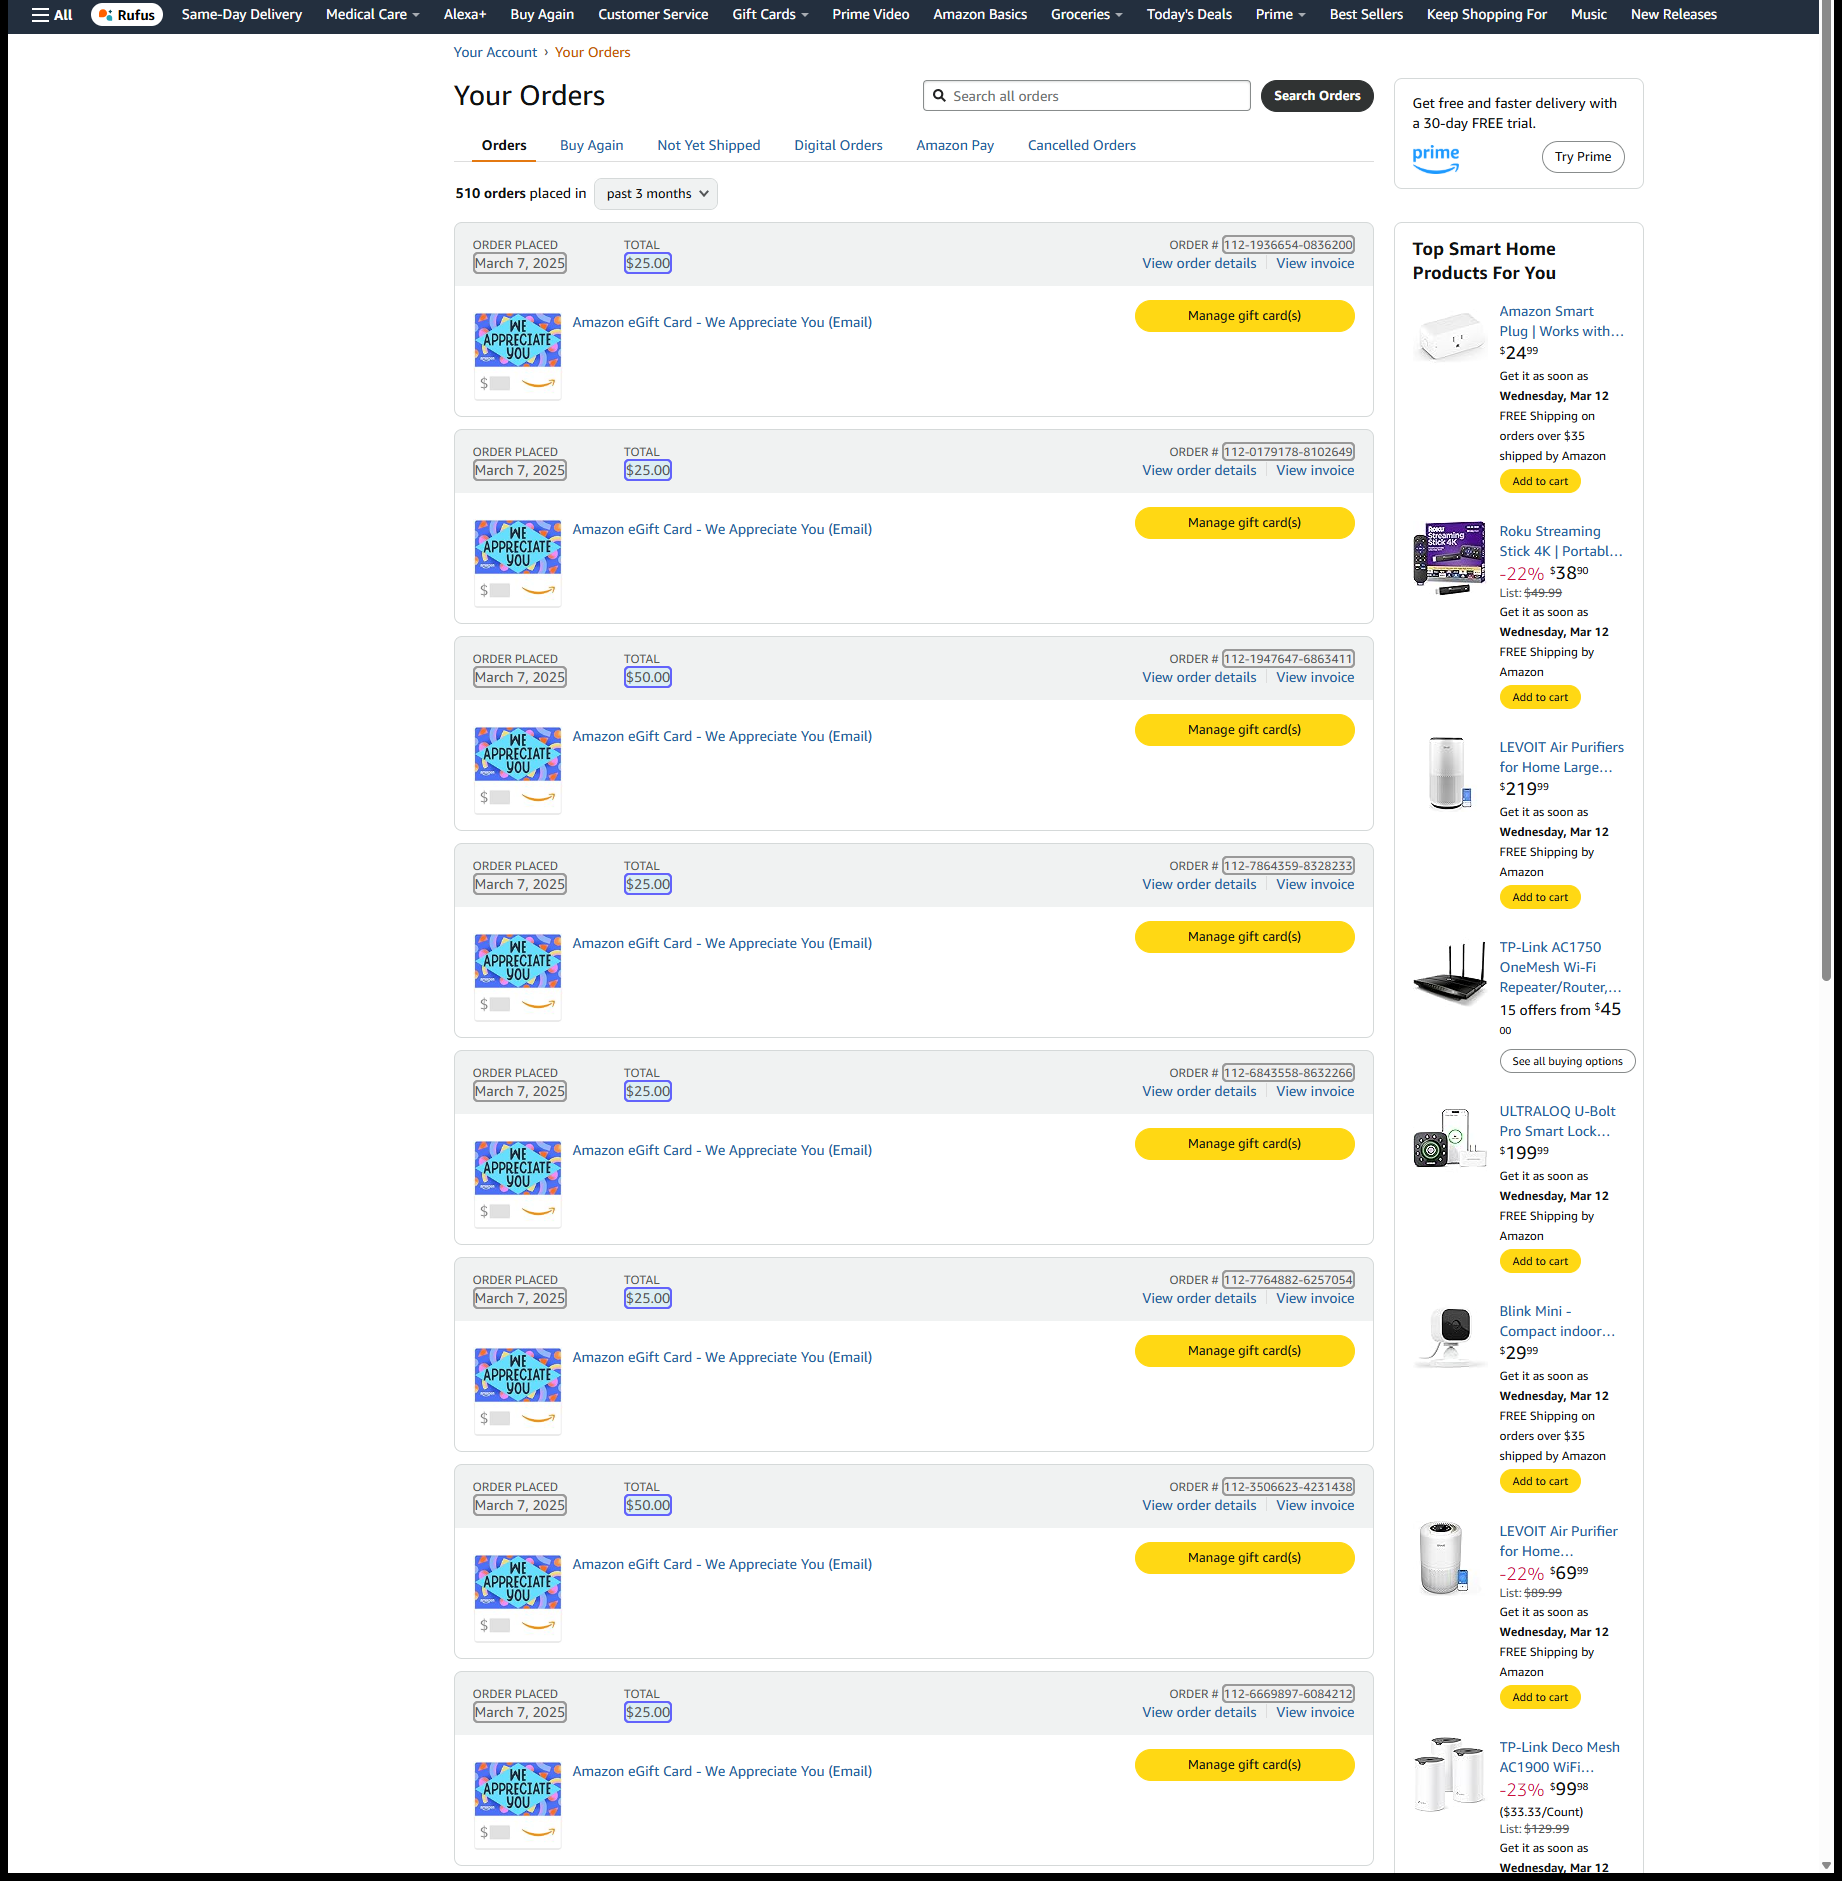 All
Rufus
Same-Day Delivery
Medical Care
Alexa+
Buy Again
Customer Service
Gift Cards
Prime Video
Amazon Basics
Groceries
Today's Deals
Prime
Best Sellers
Keep Shopping For
Music
New Releases
Your Account › Your Orders
Your Orders
Search all orders
Search Orders
Orders
Buy Again
Not Yet Shipped
Digital Orders
Amazon Pay
Cancelled Orders
510 orders placed in past 3 months
ORDER PLACED
March 7, 2025
TOTAL
$25.00
ORDER # 112-1936654-0836200
View order details
View invoice
WE
APPRECIATE
YOU
$
Amazon eGift Card - We Appreciate You (Email)
Manage gift card(s)
ORDER PLACED
March 7, 2025
TOTAL
$25.00
ORDER # 112-0179178-8102649
View order details
View invoice
WE
APPRECIATE
YOU
$
Amazon eGift Card - We Appreciate You (Email)
Manage gift card(s)
ORDER PLACED
March 7, 2025
TOTAL
$50.00
ORDER # 112-1947647-6863411
View order details
View invoice
WE
APPRECIATE
YOU
$
Amazon eGift Card - We Appreciate You (Email)
Manage gift card(s)
ORDER PLACED
March 7, 2025
TOTAL
$25.00
ORDER # 112-7864359-8328233
View order details
View invoice
WE
APPRECIATE
YOU
$
Amazon eGift Card - We Appreciate You (Email)
Manage gift card(s)
ORDER PLACED
March 7, 2025
TOTAL
$25.00
ORDER # 112-6843558-8632266
View order details
View invoice
WE
APPRECIATE
YOU
$
Amazon eGift Card - We Appreciate You (Email)
Manage gift card(s)
ORDER PLACED
March 7, 2025
TOTAL
$25.00
ORDER # 112-7764882-6257054
View order details
View invoice
WE
APPRECIATE
YOU
$
Amazon eGift Card - We Appreciate You (Email)
Manage gift card(s)
ORDER PLACED
March 7, 2025
TOTAL
$50.00
ORDER # 112-3506623-4231438
View order details
View invoice
WE
APPRECIATE
YOU
$
Amazon eGift Card - We Appreciate You (Email)
Manage gift card(s)
ORDER PLACED
March 7, 2025
TOTAL
$25.00
ORDER # 112-6669897-6084212
View order details
View invoice
WE
APPRECIATE
YOU
$
Amazon eGift Card - We Appreciate You (Email)
Manage gift card(s)
Get free and faster delivery with
a 30-day FREE trial.
prime
Try Prime
Top Smart Home
Products For You
Amazon Smart
Plug | Works with...
$24 99
Get it as soon as
Wednesday, Mar 12
FREE Shipping on
orders over $35
shipped by Amazon
Add to cart
Roku
Streaming
Stick 4K
Roku Streaming
Stick 4K | Portabl...
-22% $38 90
List: $49.99
Get it as soon as
Wednesday, Mar 12
FREE Shipping by
Amazon
Add to cart
LEVOIT Air Purifiers
for Home Large...
$219 99
Get it as soon as
Wednesday, Mar 12
FREE Shipping by
Amazon
Add to cart
TP-Link AC1750
OneMesh Wi-Fi
Repeater/Router,...
15 offers from $45
00
See all buying options
ULTRALOQ U-Bolt
Pro Smart Lock...
$199 99
Get it as soon as
Wednesday, Mar 12
FREE Shipping by
Amazon
Add to cart
Blink Mini -
Compact indoor...
$29 99
Get it as soon as
Wednesday, Mar 12
FREE Shipping on
orders over $35
shipped by Amazon
Add to cart
LEVOIT Air Purifier
for Home...
-22% $69 99
List: $89.99
Get it as soon as
Wednesday, Mar 12
FREE Shipping by
Amazon
Add to cart
TP-Link Deco Mesh
AC1900 WiFi...
-23% $99 98
($33.33/Count)
List: $129.99
Get it as soon as
Wednesday, Mar 12